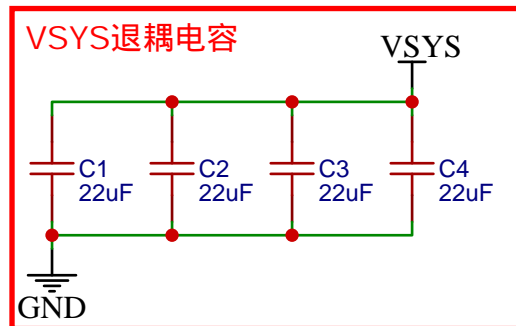 VSYS退耦电容
VSYS
C1
22uF
C2
22uF
C3
22uF
C4
22uF
GND